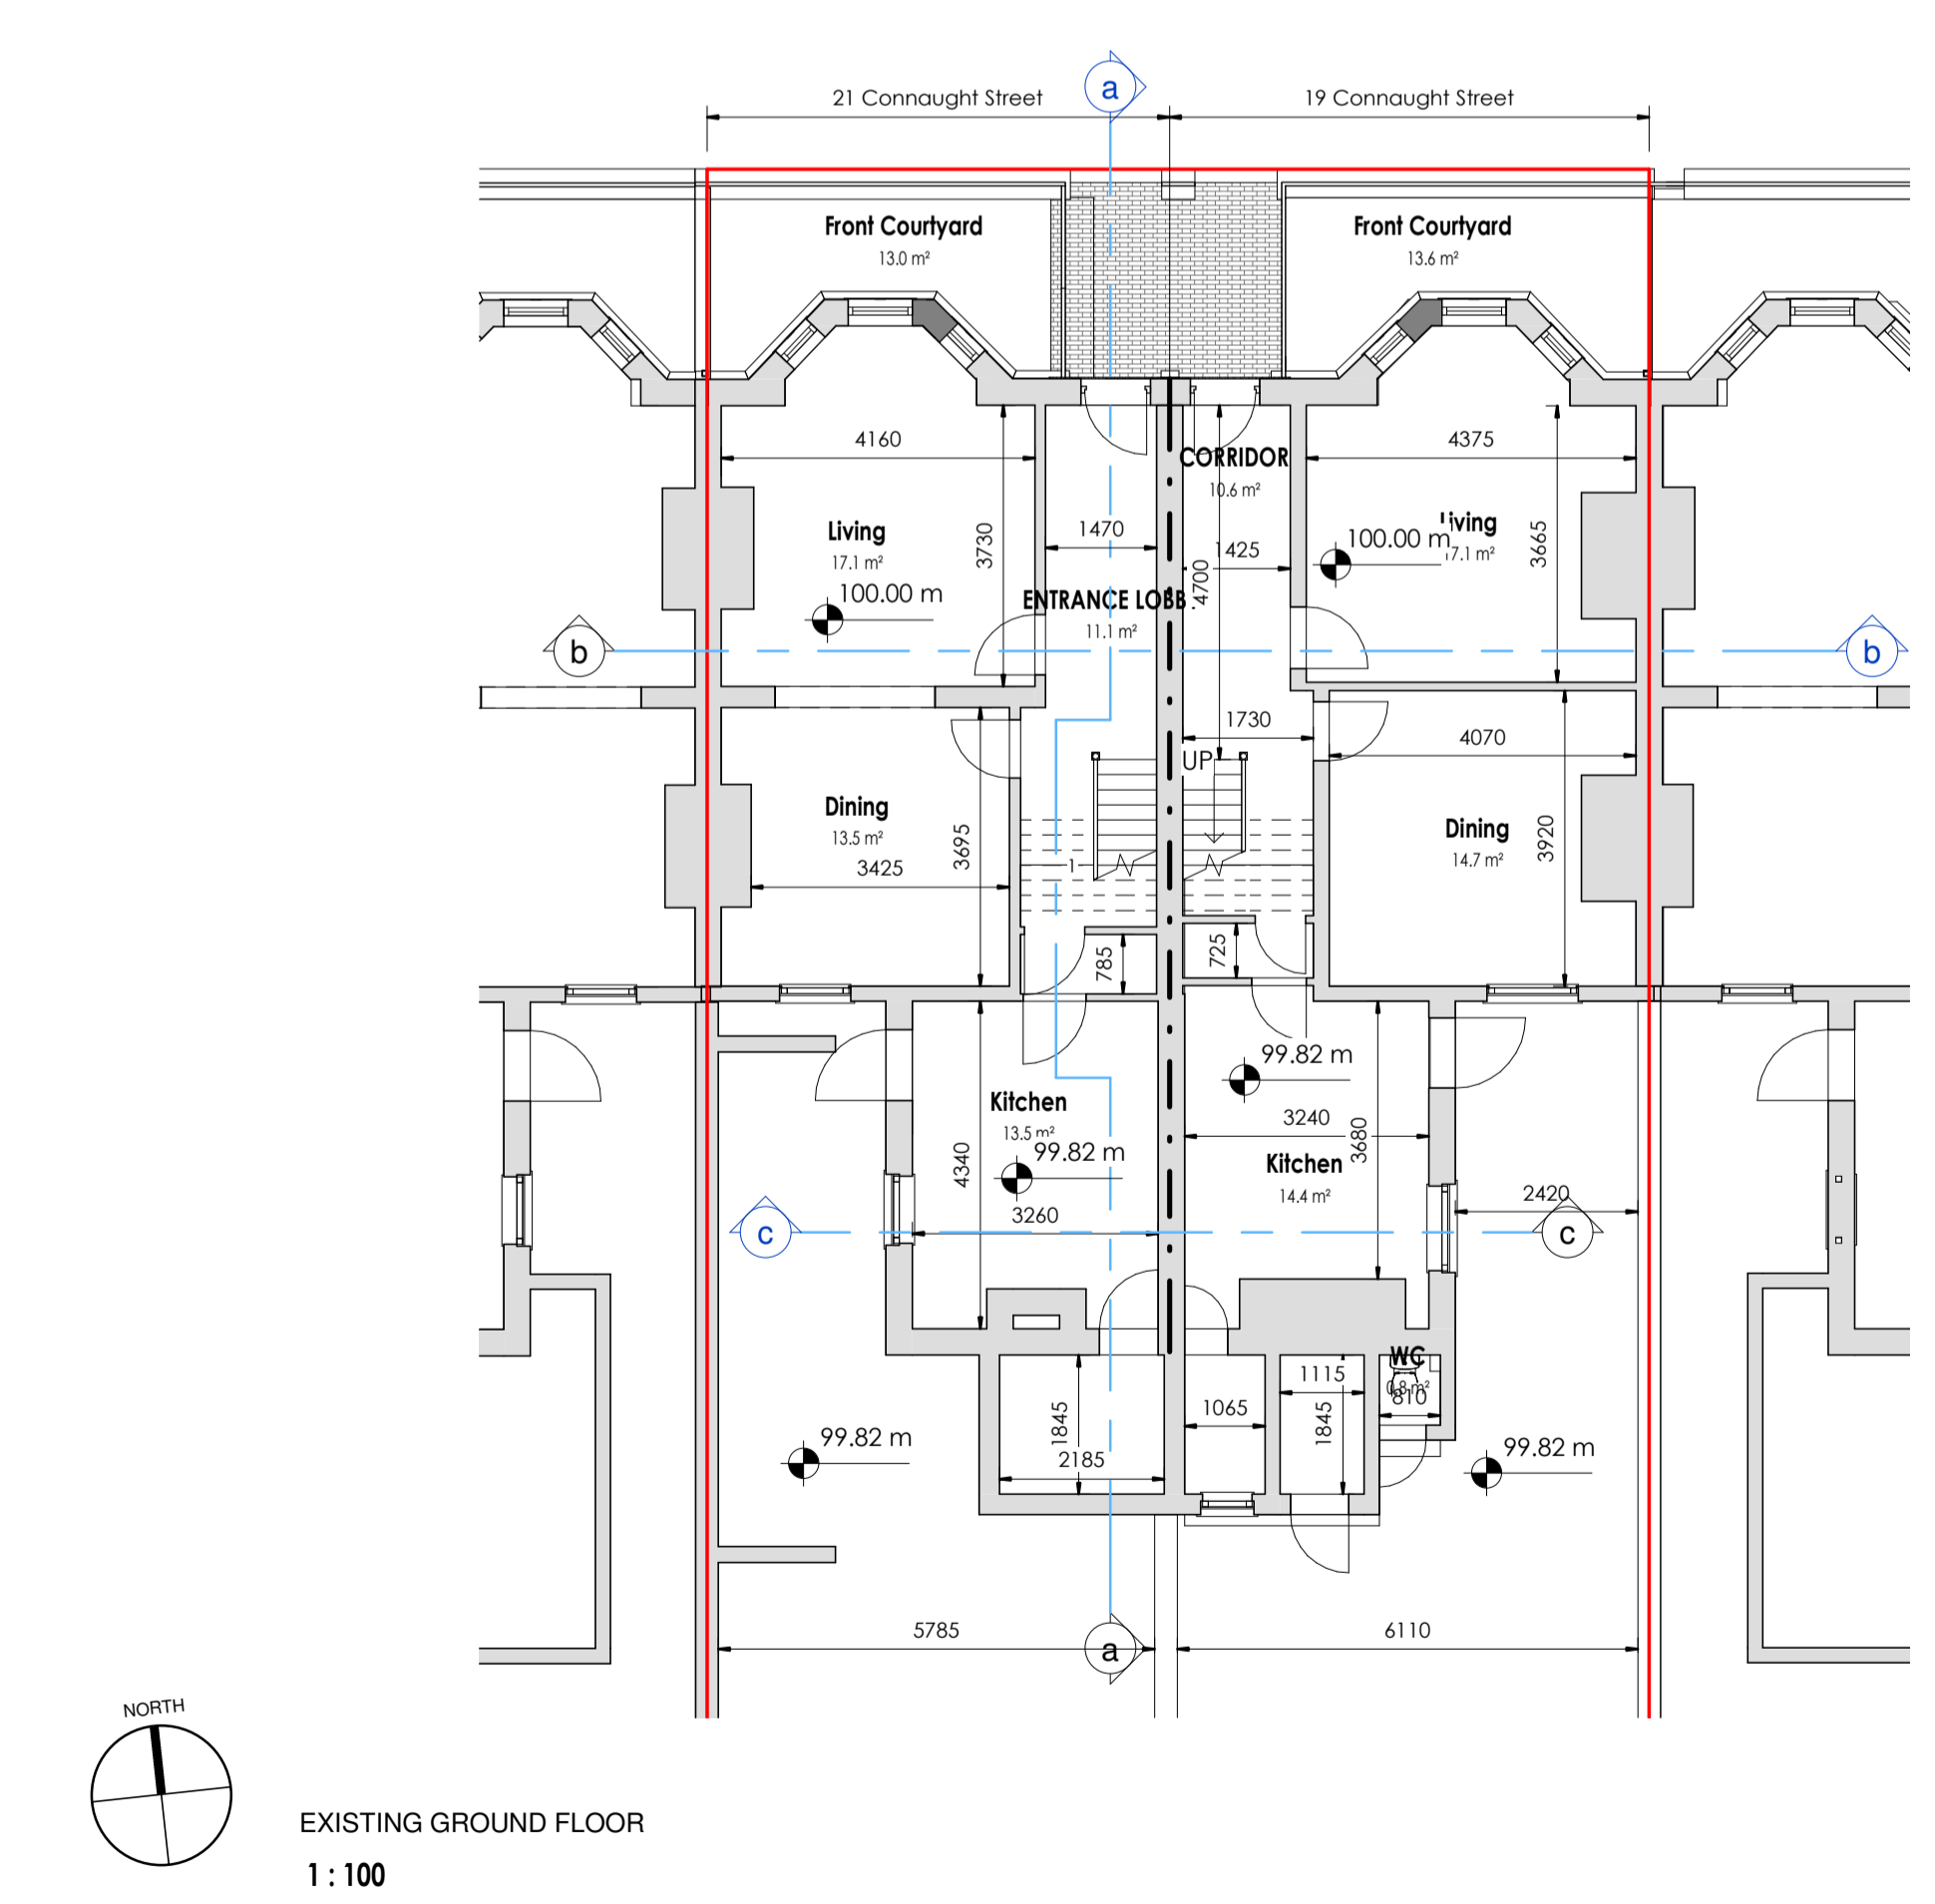 a
21 Connaught Street
19 Connaught Street
Front Courtyard
13.0 m²
Front Courtyard
13.6 m²
4160
CORRIDOR
10.6 m²
4375
Living
17.1 m²
100.00 m
3730
1470
1425
4700
100.00 m
3665
ENTRANCE LOBB
11.1 m²
b
b
1730
UP
4070
Dining
13.5 m²
3425
3695
1
Dining
14.7 m²
3920
785
725
99.82 m
Kitchen
13.5 m²
99.82 m
4340
3260
3240
3680
Kitchen
14.4 m²
2420
c
c
WC
0.8 m²
810
1115
1845
1065
1845
2185
99.82 m
99.82 m
5785
a
6110
NORTH
EXISTING GROUND FLOOR
1 : 100